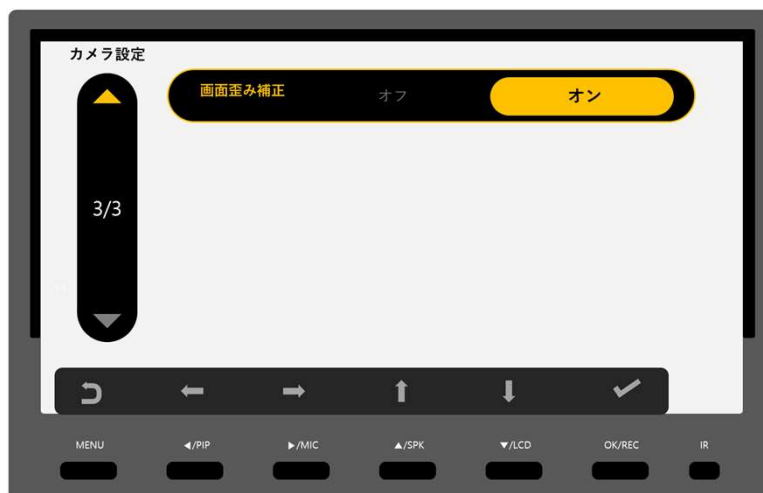 カメラ設定
画面歪み補正 オフ オン
3/3
MENU ◀/PIP ▶/MIC ▲/SPK ▼/LCD OK/REC IR